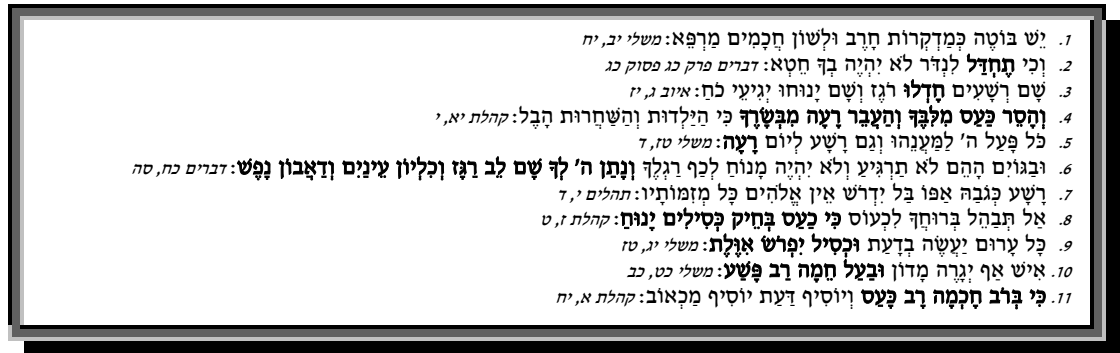 1. יֵשׁ בּוֹטֶה כְּמַדְקְרוֹת חָרֶב וּלְשׁוֹן חֲכָמִים מַרְפֵּא: משלי יב, יח
2. וְכִי תֶחְדַּל לִנְדֹּר לֹא יִהְיֶה בְךָ חֵטְא: דברים פרק כג פסוק כג
3. שָׁם רְשָׁעִים חָדְלוּ רֹגֶז וְשָׁם יָנוּחוּ יְגִיעֵי כֹחַ: איוב ג, יז
4. וְהָסֵר כַּעַס מִלִּבֶּךָ וְהַעֲבֵר רָעָה מִבְּשָׂרֶךָ כִּי הַיַּלְדוּת וְהַשַּׁחֲרוּת הָבֶל: קהלת יא, י
5. כֹּל פָּעַל ה' לַמַּעֲנֵהוּ וְגַם רָשָׁע לְיוֹם רָעָה: משלי טז, ד
6. וּבַגּוֹיִם הָהֵם לֹא תַרְגִּיעַ וְלֹא יִהְיֶה מָנוֹחַ לְכַף רַגְלֶךָ וְנָתַן ה' לְךָ שָׁם לֵב רַגָּז וְכִלְיוֹן עֵינַיִם וְדַאֲבוֹן נָפֶשׁ: דברים כח, סה
7. רָשָׁע כְּגֹבַהּ אַפּוֹ בַּל יִדְרֹשׁ אֵין אֱלֹהִים כָּל מְזִמּוֹתָיו: תהלים י, ד
8. אַל תְּבַהֵל בְּרוּחֲךָ לִכְעוֹס כִּי כַעַס בְּחֵיק כְּסִילִים יָנוּחַ: קהלת ז, ט
9. כָּל עָרוּם יַעֲשֶׂה בְדָעַת וּכְסִיל יִפְרֹשׂ אִוֶּלֶת: משלי יג, טז
10. אִישׁ אַף יְגָרֶה מָדוֹן וּבַעַל חֵמָה רַב פָּשַׁע: משלי כט, כב
11. כִּי בְּרֹב חָכְמָה רָב כָּעַס וְיוֹסִיף דַּעַת יוֹסִיף מַכְאוֹב: קהלת א, יח